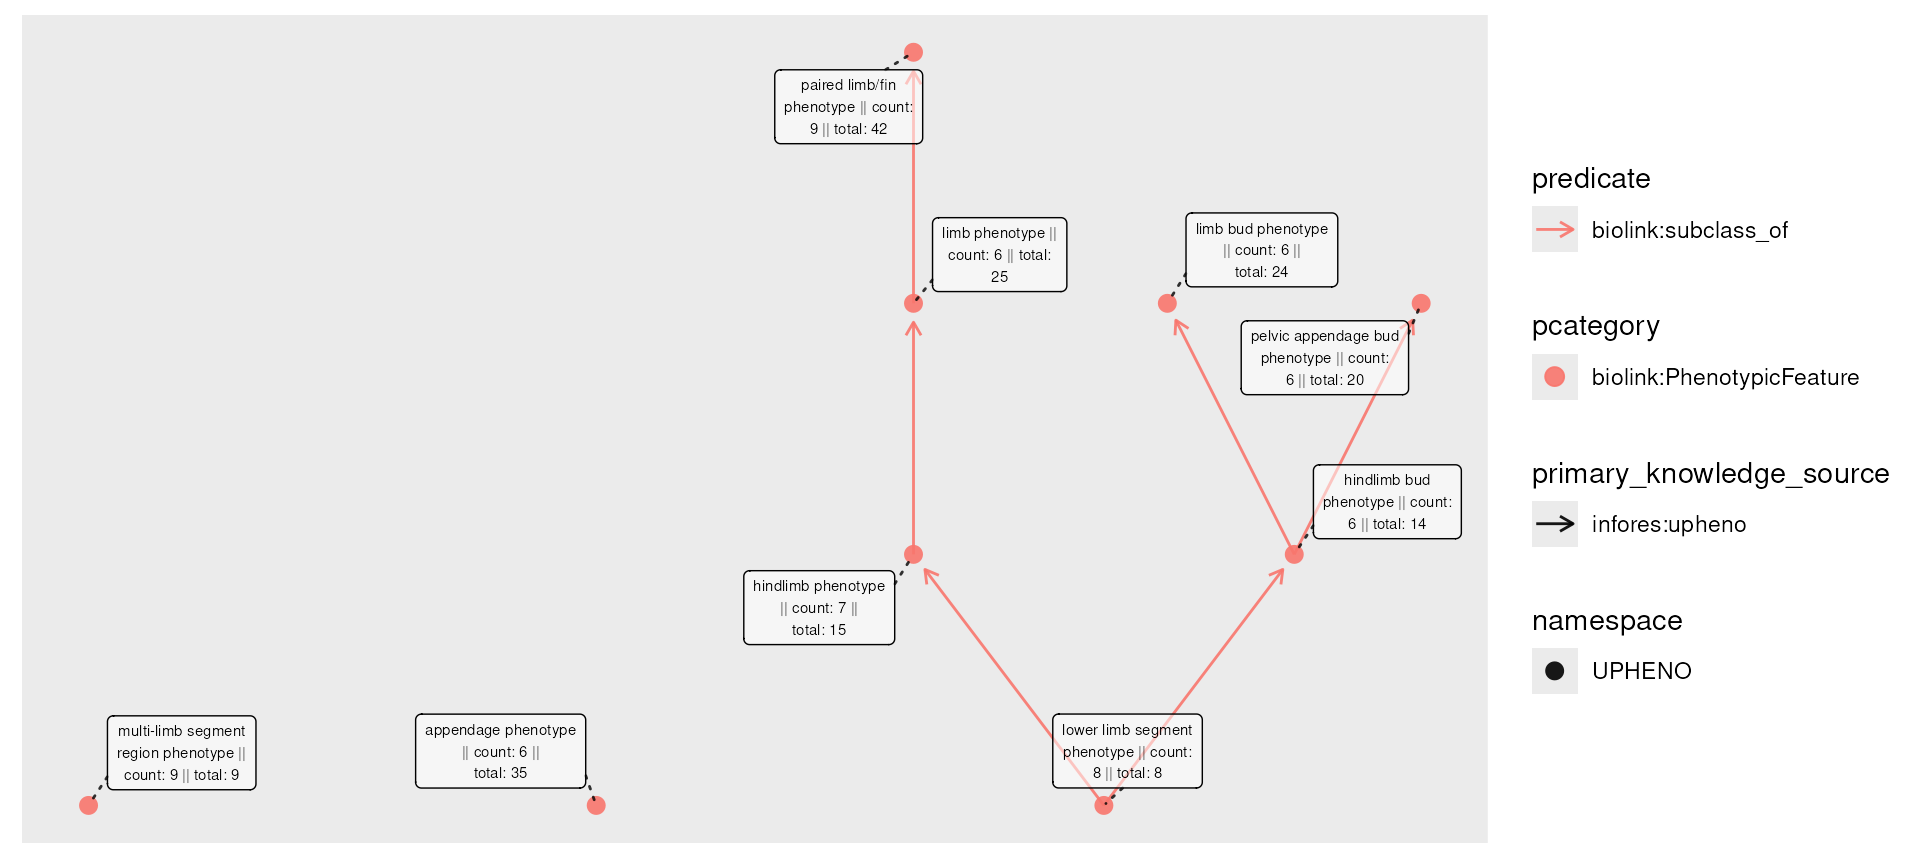 paired limb/fin
phenotype || count:
9 || total: 42
limb phenotype ||
count: 6 || total:
25
limb bud phenotype
|| count: 6 ||
total: 24
pelvic appendage bud
phenotype || count:
6 || total: 20
hindlimb bud
phenotype || count:
6 || total: 14
hindlimb phenotype
|| count: 7 ||
total: 15
multi-limb segment
region phenotype ||
count: 9 || total: 9
appendage phenotype
|| count: 6 ||
total: 35
lower limb segment
phenotype || count:
8 || total: 8
predicate
biolink:subclass_of
pcategory
biolink:PhenotypicFeature
primary_knowledge_source
infores:upheno
namespace
UPHENO